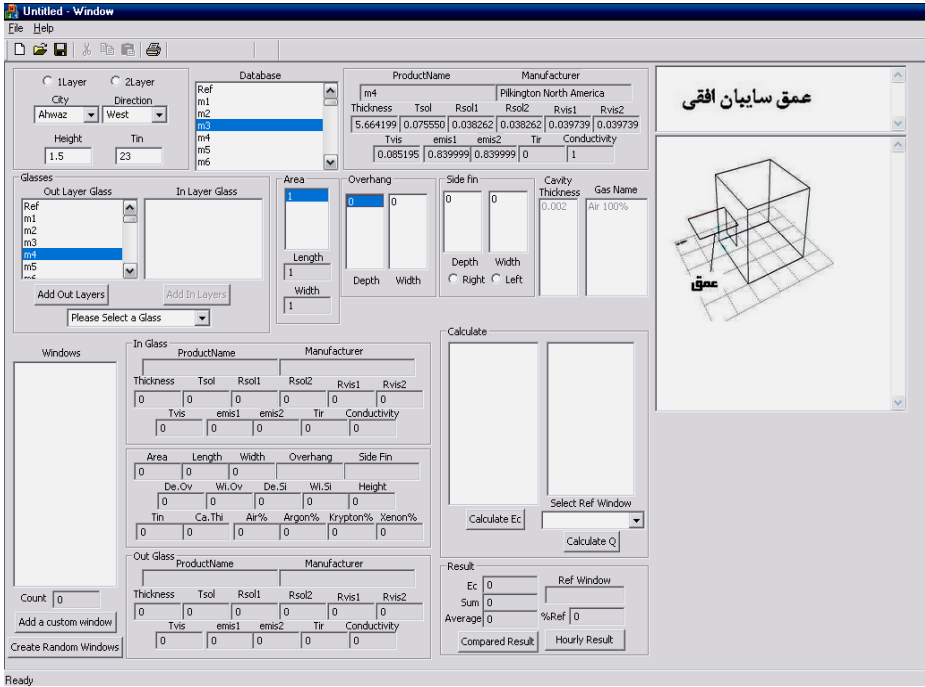 Untitled - Window
File Help
1Layer 2Layer
City Direction
Ahwaz West
Height Tin
1.5 23
Database
Ref
m1
m2
m3
m4
m5
m6
ProductName Manufacturer
m4 Pilkington North America
Thickness Tsol Rsol1 Rsol2 Rvis1 Rvis2
5.664199 0.075550 0.038262 0.038262 0.039739 0.039739
Tvis emis1 emis2 Tir Conductivity
0.085195 0.839999 0.839999 0 1
عمق سایبان افقی
عمق
Glasses
Out Layer Glass In Layer Glass
Ref
m1
m2
m3
m4
m5
m6
Add Out Layers Add In Layers
Please Select a Glass
Area
1
Length
1
Width
1
Overhang
0 0
Depth Width
Side fin
0 0
Depth Width
Right Left
Cavity
Thickness Gas Name
0.002 Air 100%
Windows
Count 0
Add a custom window
Create Random Windows
In Glass
ProductName Manufacturer
Thickness Tsol Rsol1 Rsol2 Rvis1 Rvis2
0 0 0 0 0 0
Tvis emis1 emis2 Tir Conductivity
0 0 0 0 0
Area Length Width Overhang Side Fin
0 0 0
De.Ov Wi.Ov De.Si Wi.Si Height
0 0 0 0 0
Tin Ca.Thi Air% Argon% Krypton% Xenon%
0 0 0 0 0 0
Out Glass
ProductName Manufacturer
Thickness Tsol Rsol1 Rsol2 Rvis1 Rvis2
0 0 0 0 0 0
Tvis emis1 emis2 Tir Conductivity
0 0 0 0 0
Calculate
Select Ref Window
Calculate Ec
Calculate Q
Result
Ec 0 Ref Window
Sum 0
Average 0 %Ref 0
Compared Result Hourly Result
Ready